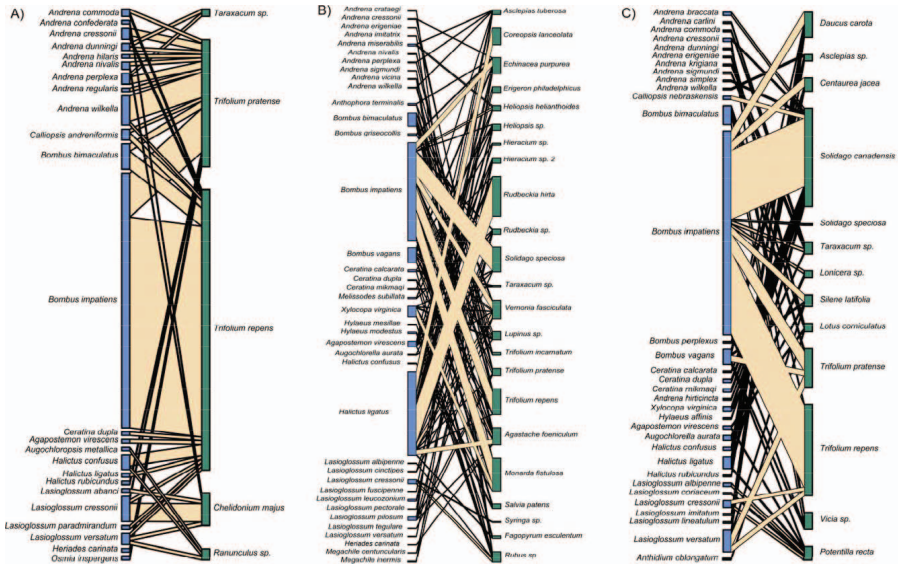 A)
Andrena commoda
Andrena confederata
Andrena cressonii
Andrena dunningi
Andrena hilaris
Andrena nivalis
Andrena perplexa
Andrena regularis
Andrena wilkella
Calliopsis andreniformis
Bombus bimaculatus
Bombus impatiens
Ceratina dupla
Agapostemon virescens
Augochloropsis metallica
Halictus confusus
Halictus ligatus
Halictus rubicundus
Lasioglossum abanci
Lasioglossum cressonii
Lasioglossum paradmirandum
Lasioglossum versatum
Heriades carinata
Osmia inspergens
Taraxacum sp.
Trifolium pratense
Trifolium repens
Chelidonium majus
Ranunculus sp.
B)
Andrena crataegi
Andrena cressonii
Andrena erigeniae
Andrena imitatrix
Andrena miserabilis
Andrena nivalis
Andrena perplexa
Andrena sigmundi
Andrena vicina
Andrena wilkella
Anthophora terminalis
Bombus bimaculatus
Bombus griseocollis
Bombus impatiens
Bombus vagans
Ceratina calcarata
Ceratina dupla
Ceratina mikmaqi
Melissodes subillata
Xylocopa virginica
Hylaeus mesillae
Hylaeus modestus
Agapostemon virescens
Augochlorella aurata
Halictus confusus
Halictus ligatus
Lasioglossum albipenne
Lasioglossum cinctipes
Lasioglossum cressonii
Lasioglossum fuscipenne
Lasioglossum leucozonium
Lasioglossum pectorale
Lasioglossum pilosum
Lasioglossum tegulare
Lasioglossum versatum
Heriades carinata
Megachile centuncularis
Megachile inermis
Asclepias tuberosa
Coreopsis lanceolata
Echinacea purpurea
Erigeron philadelphicus
Heliopsis helianthoides
Heliopsis sp.
Hieracium sp.
Hieracium sp. 2
Rudbeckia hirta
Rudbeckia sp.
Solidago speciosa
Taraxacum sp.
Vernonia fasciculata
Lupinus sp.
Trifolium incarnatum
Trifolium pratense
Trifolium repens
Agastache foeniculum
Monarda fistulosa
Salvia patens
Syringa sp.
Fagopyrum esculentum
Rubus sp
C)
Andrena braccata
Andrena carlini
Andrena commoda
Andrena cressonii
Andrena dunningi
Andrena erigeniae
Andrena krigiana
Andrena sigmundi
Andrena simplex
Andrena wilkella
Calliopsis nebraskensis
Bombus bimaculatus
Bombus impatiens
Bombus perplexus
Bombus vagans
Ceratina calcarata
Ceratina dupla
Ceratina mikmaqi
Andrena hirticincta
Xylocopa virginica
Hylaeus affinis
Agapostemon virescens
Augochlorella aurata
Halictus confusus
Halictus ligatus
Halictus rubicundus
Lasioglossum albipenne
Lasioglossum coriaceum
Lasioglossum cressonii
Lasioglossum imitatum
Lasioglossum lineatulum
Lasioglossum versatum
Anthidium oblongatum
Daucus carota
Asclepias sp.
Centaurea jacea
Solidago canadensis
Solidago speciosa
Taraxacum sp.
Lonicera sp.
Silene latifolia
Lotus corniculatus
Trifolium pratense
Trifolium repens
Vicia sp.
Potentilla recta